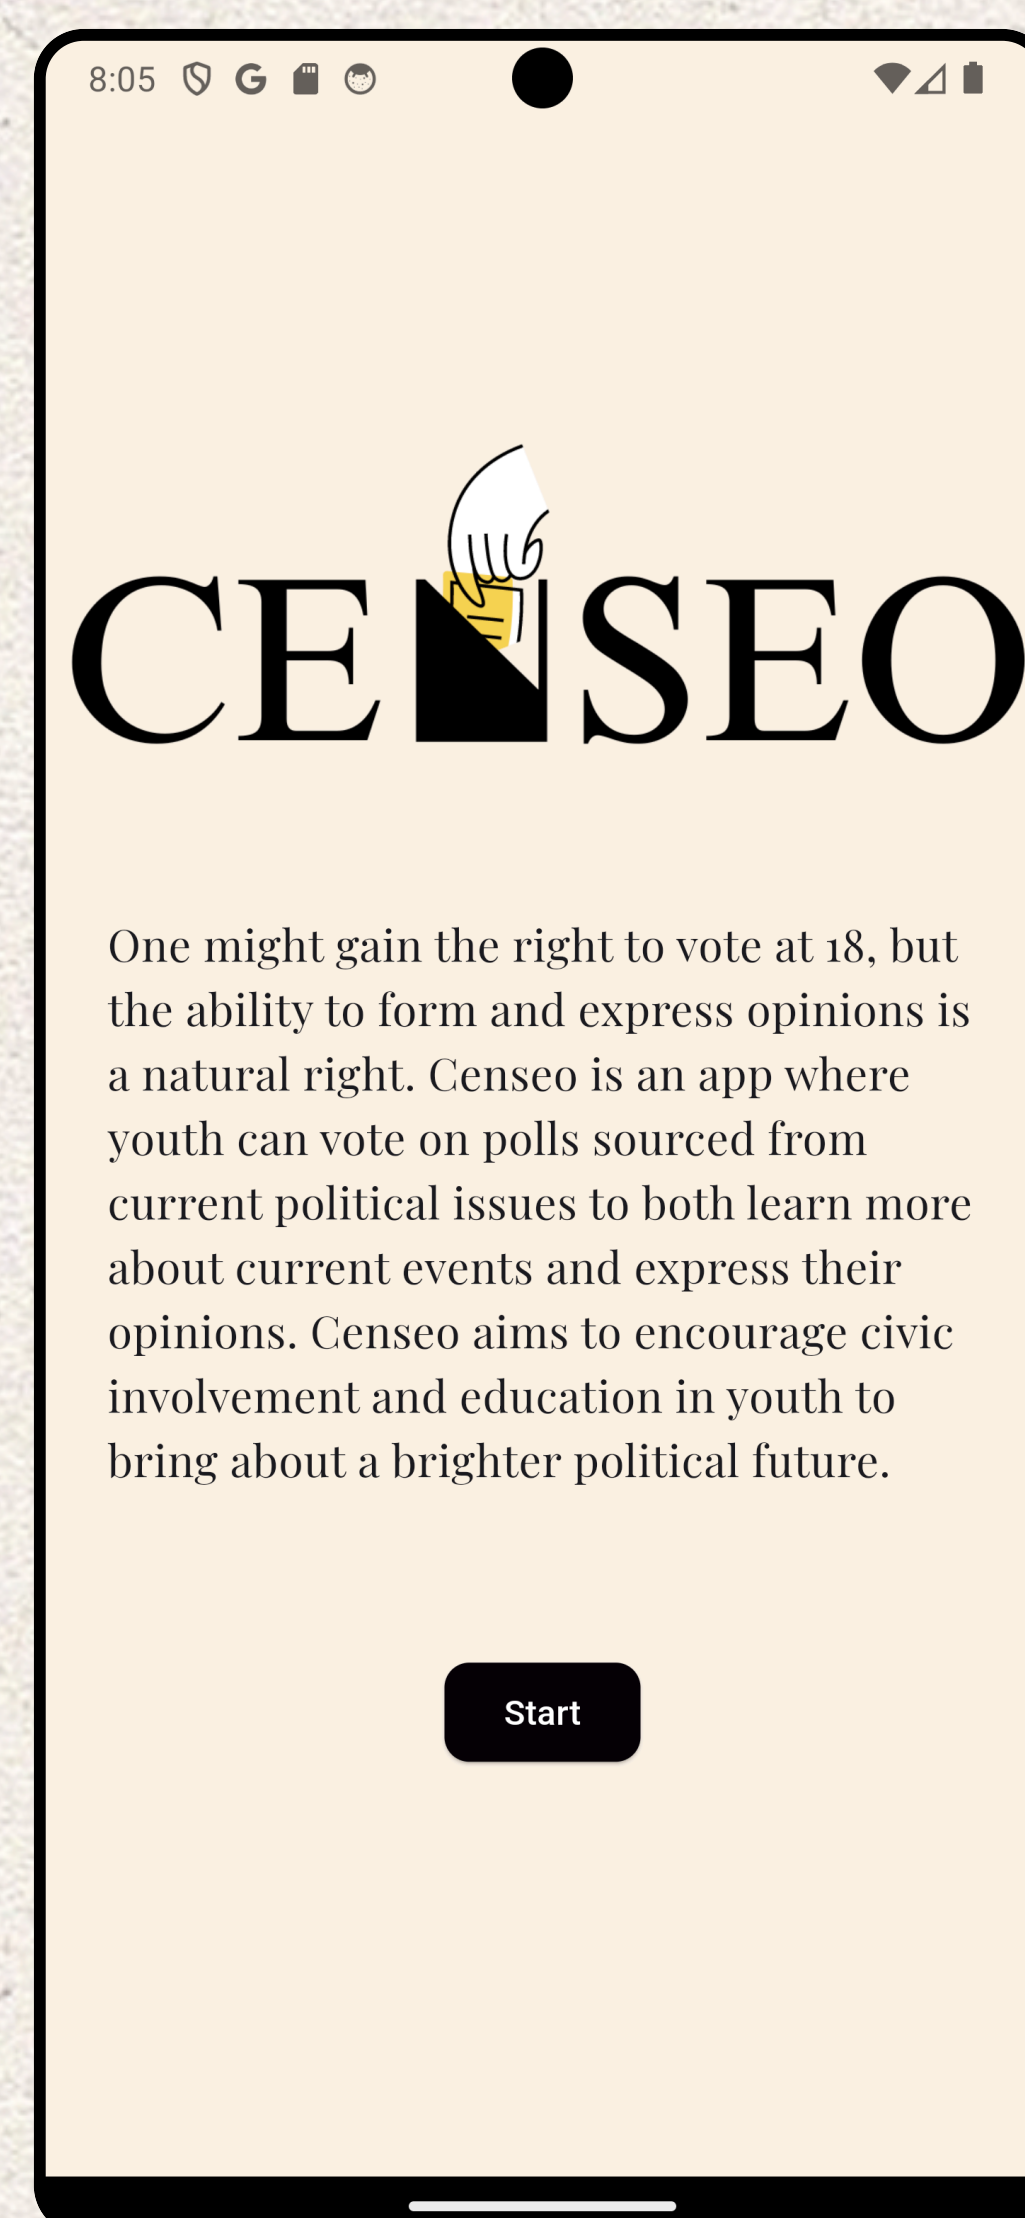 8:05
CENSEO
One might gain the right to vote at 18, but
the ability to form and express opinions is
a natural right. Censeo is an app where
youth can vote on polls sourced from
current political issues to both learn more
about current events and express their
opinions. Censeo aims to encourage civic
involvement and education in youth to
bring about a brighter political future.
Start